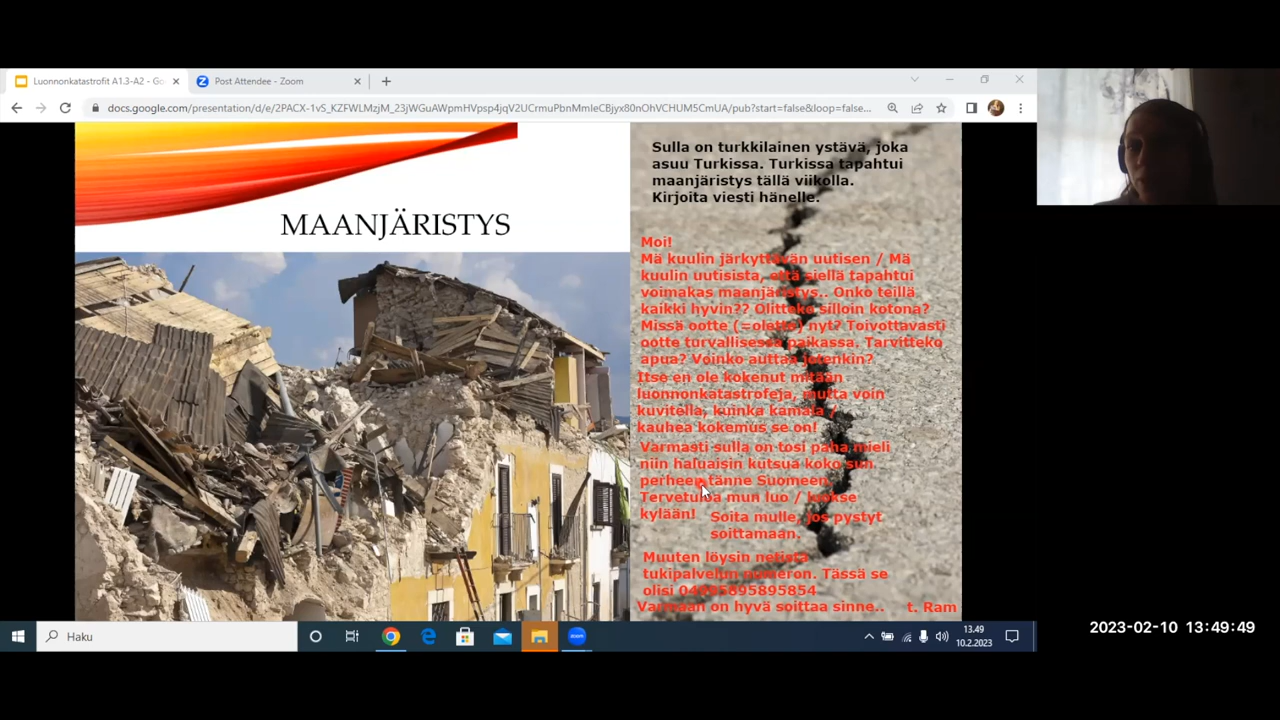 Luonnonkatastrofit A1.3-A2 - Go
Post Attendee - Zoom
docs.google.com/presentation/d/e/2PACX-1vS_KZFWLMzjM_23jWGuAWpmHVpsp4jqV2UCrmuPbnMmIeCBjyx80nOhVCHUM5CmUA/pub?start=false&loop=false...
MAANJÄRISTYS
Sulla on turkkilainen ystävä, joka
asuu Turkissa. Turkissa tapahtui
maanjäristys tällä viikolla.
Kirjoita viesti hänelle.
Moi!
Mä kuulin järkyttävän uutisen / Mä
kuulin uutisista, että siellä tapahtui
voimakas maanjäristys.. Onko teillä
kaikki hyvin?? Olitteko silloin kotona?
Missä ootte (=olette) nyt? Toivottavasti
ootte turvallisessa paikassa. Tarvitteko
apua? Voinko auttaa jotenkin?
Itse en ole kokenut mitään
luonnonkatastrofeja, mutta voin
kuvitella, kuinka kamala /
kauhea kokemus se on!
Varmasti sulla on tosi paha mieli
niin haluaisin kutsua koko sun
perheen tänne Suomeen.
Tervetuloa mun luo / luokse
kylään!
Soita mulle, jos pystyt
soittamaan.
Muuten löysin netistä
tukipalvelun numeron. Tässä se
olisi 04995895895854
Varmaan on hyvä soittaa sinne..
t. Ram
Haku
zoom
13.49
10.2.2023
2023-02-10 13:49:49